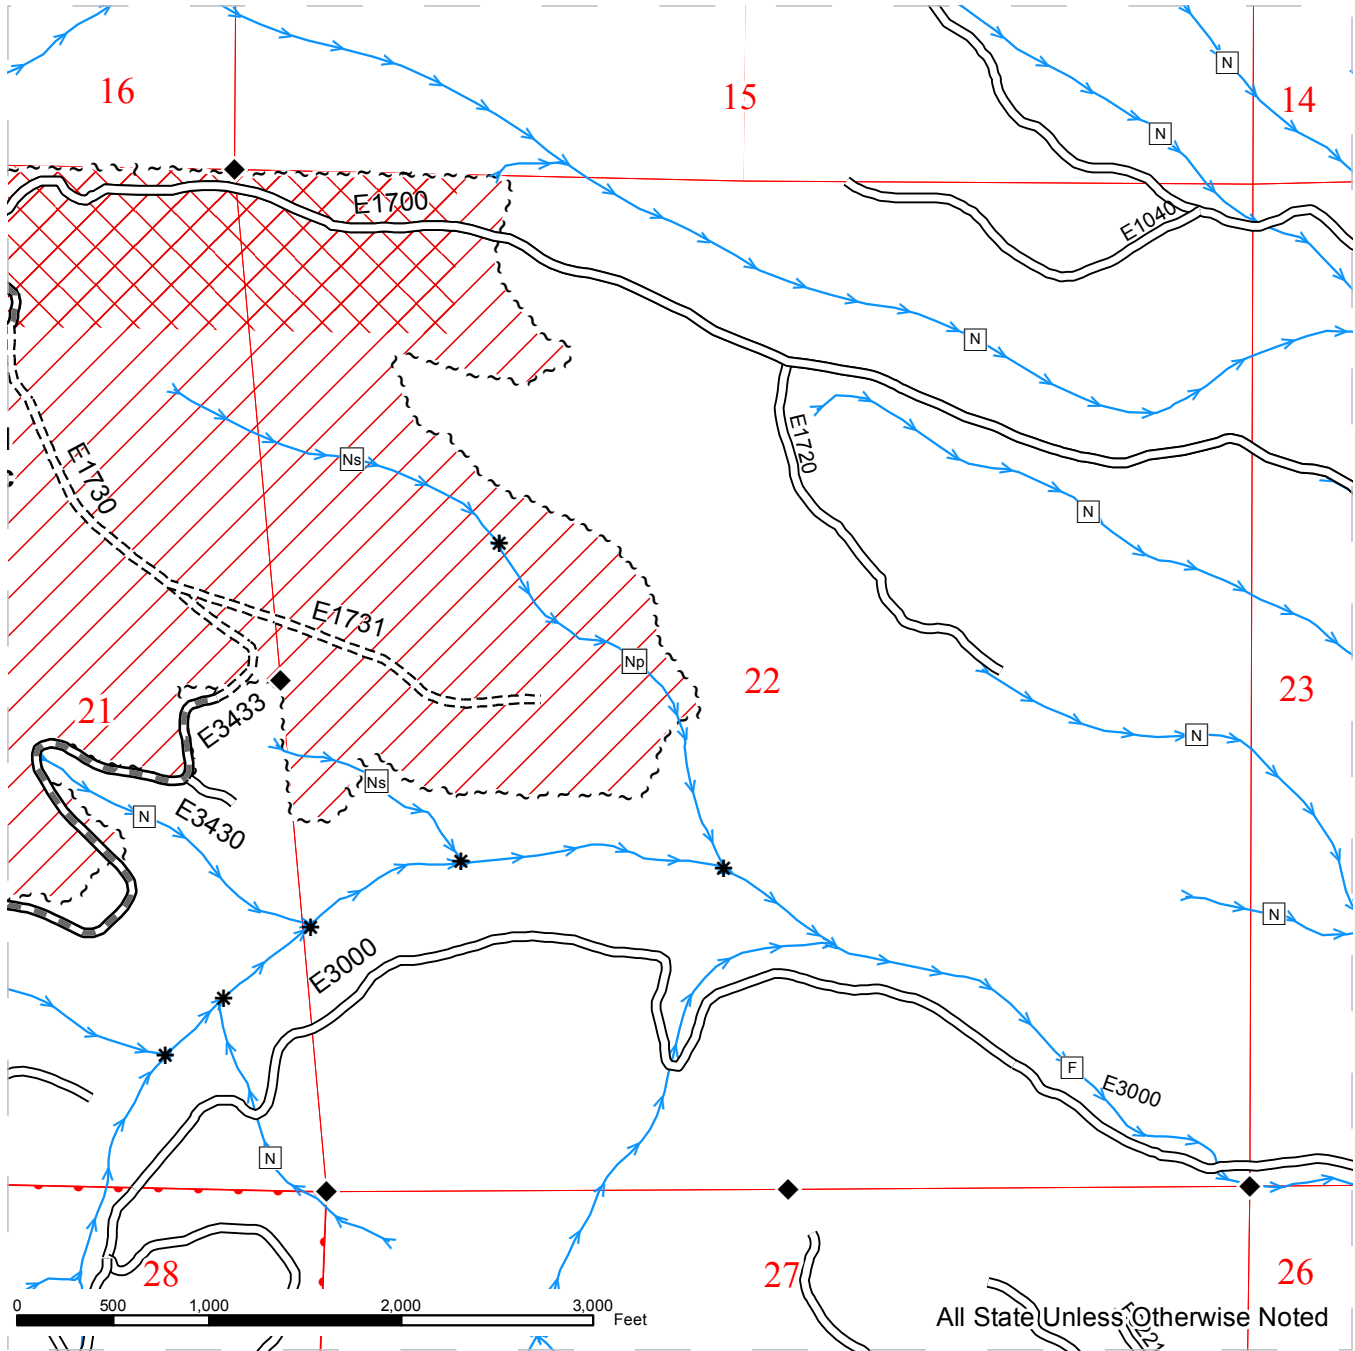 16
15
14
N
N
E1700
E1040
N
E1720
E1730
Ns
N
E1731
Np
22
23
21
E3433
N
Ns
N
E3430
N
E3000
F
E3000
N
28
27
26
0 500 1,000 2,000 3,000
Feet
All State Unless Otherwise Noted